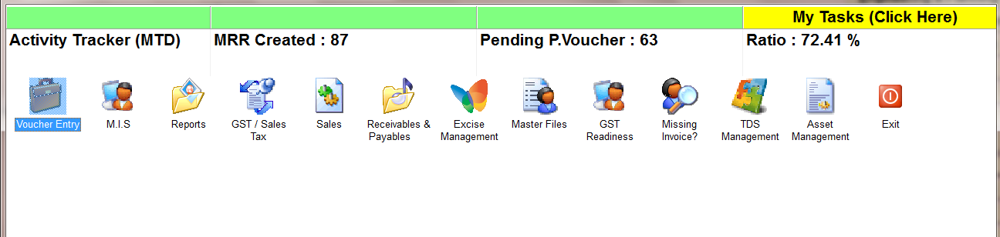 My Tasks (Click Here)
Activity Tracker (MTD) MRR Created : 87 Pending P.Voucher : 63 Ratio : 72.41 %
Voucher Entry M.I.S Reports GST / Sales Sales Receivables & Excise Master Files GST Missing TDS Asset Exit
Tax Payables Management Readiness Invoice? Management Management